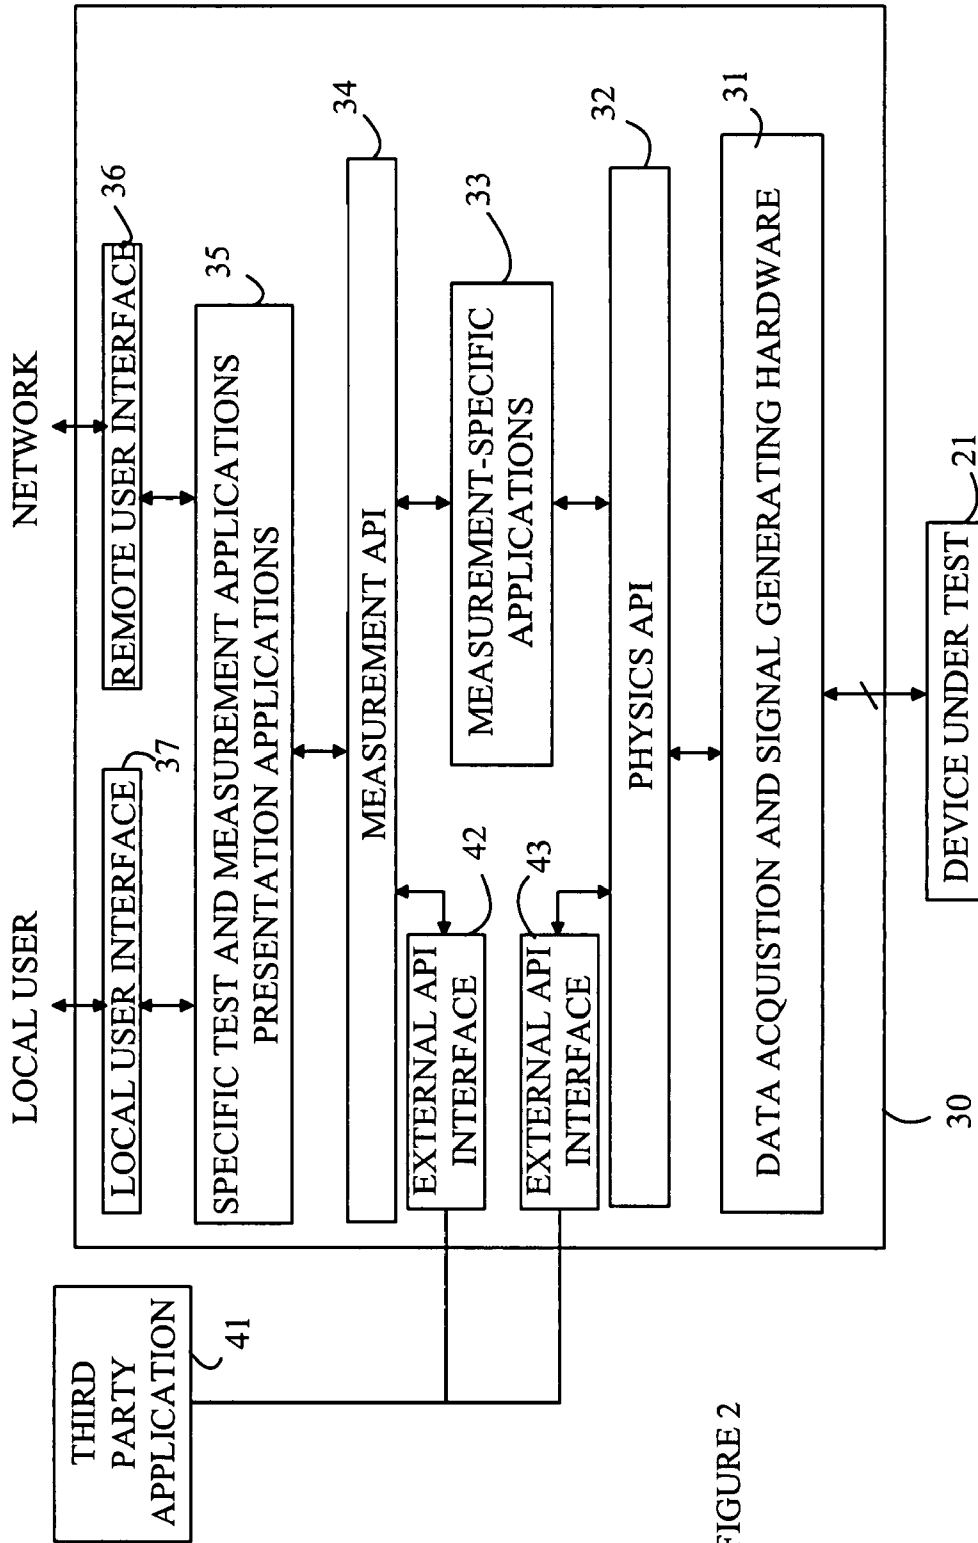 LOCAL USER
NETWORK
LOCAL USER INTERFACE
37
REMOTE USER INTERFACE
36
THIRD
PARTY
APPLICATION
41
SPECIFIC TEST AND MEASUREMENT APPLICATIONS
PRESENTATION APPLICATIONS
35
MEASUREMENT API
34
EXTERNAL API
INTERFACE
42
MEASUREMENT-SPECIFIC
APPLICATIONS
33
EXTERNAL API
INTERFACE
43
PHYSICS API
32
DATA ACQUISTION AND SIGNAL GENERATING HARDWARE
31
30
DEVICE UNDER TEST
21
FIGURE 2